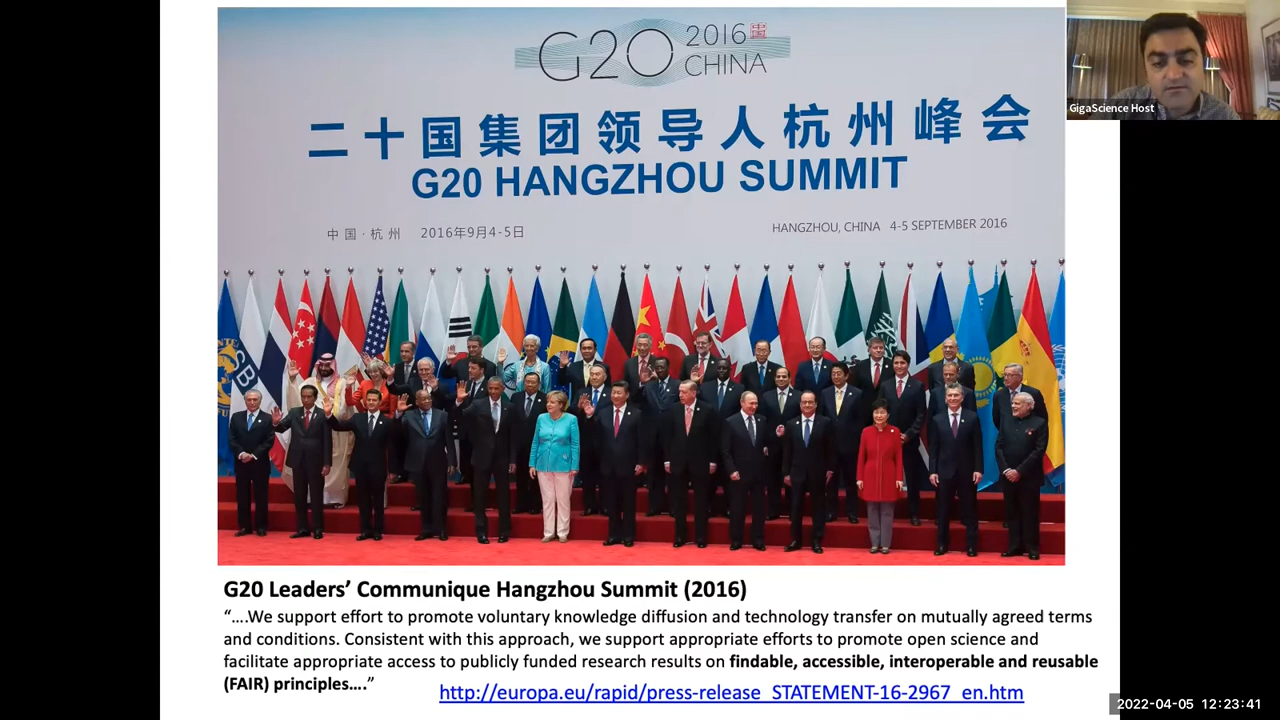 G20 2016 中国
CHINA
二十国集团领导人杭州峰会
G20 HANGZHOU SUMMIT
中国·杭州 2016年9月4-5日
HANGZHOU, CHINA 4-5 SEPTEMBER 2016
GigaScience Host
G20 Leaders’ Communique Hangzhou Summit (2016)
“….We support effort to promote voluntary knowledge diffusion and technology transfer on mutually agreed terms
and conditions. Consistent with this approach, we support appropriate efforts to promote open science and
facilitate appropriate access to publicly funded research results on findable, accessible, interoperable and reusable
(FAIR) principles….”
http://europa.eu/rapid/press-release_STATEMENT-16-2967_en.htm
2022-04-05 12:23:41